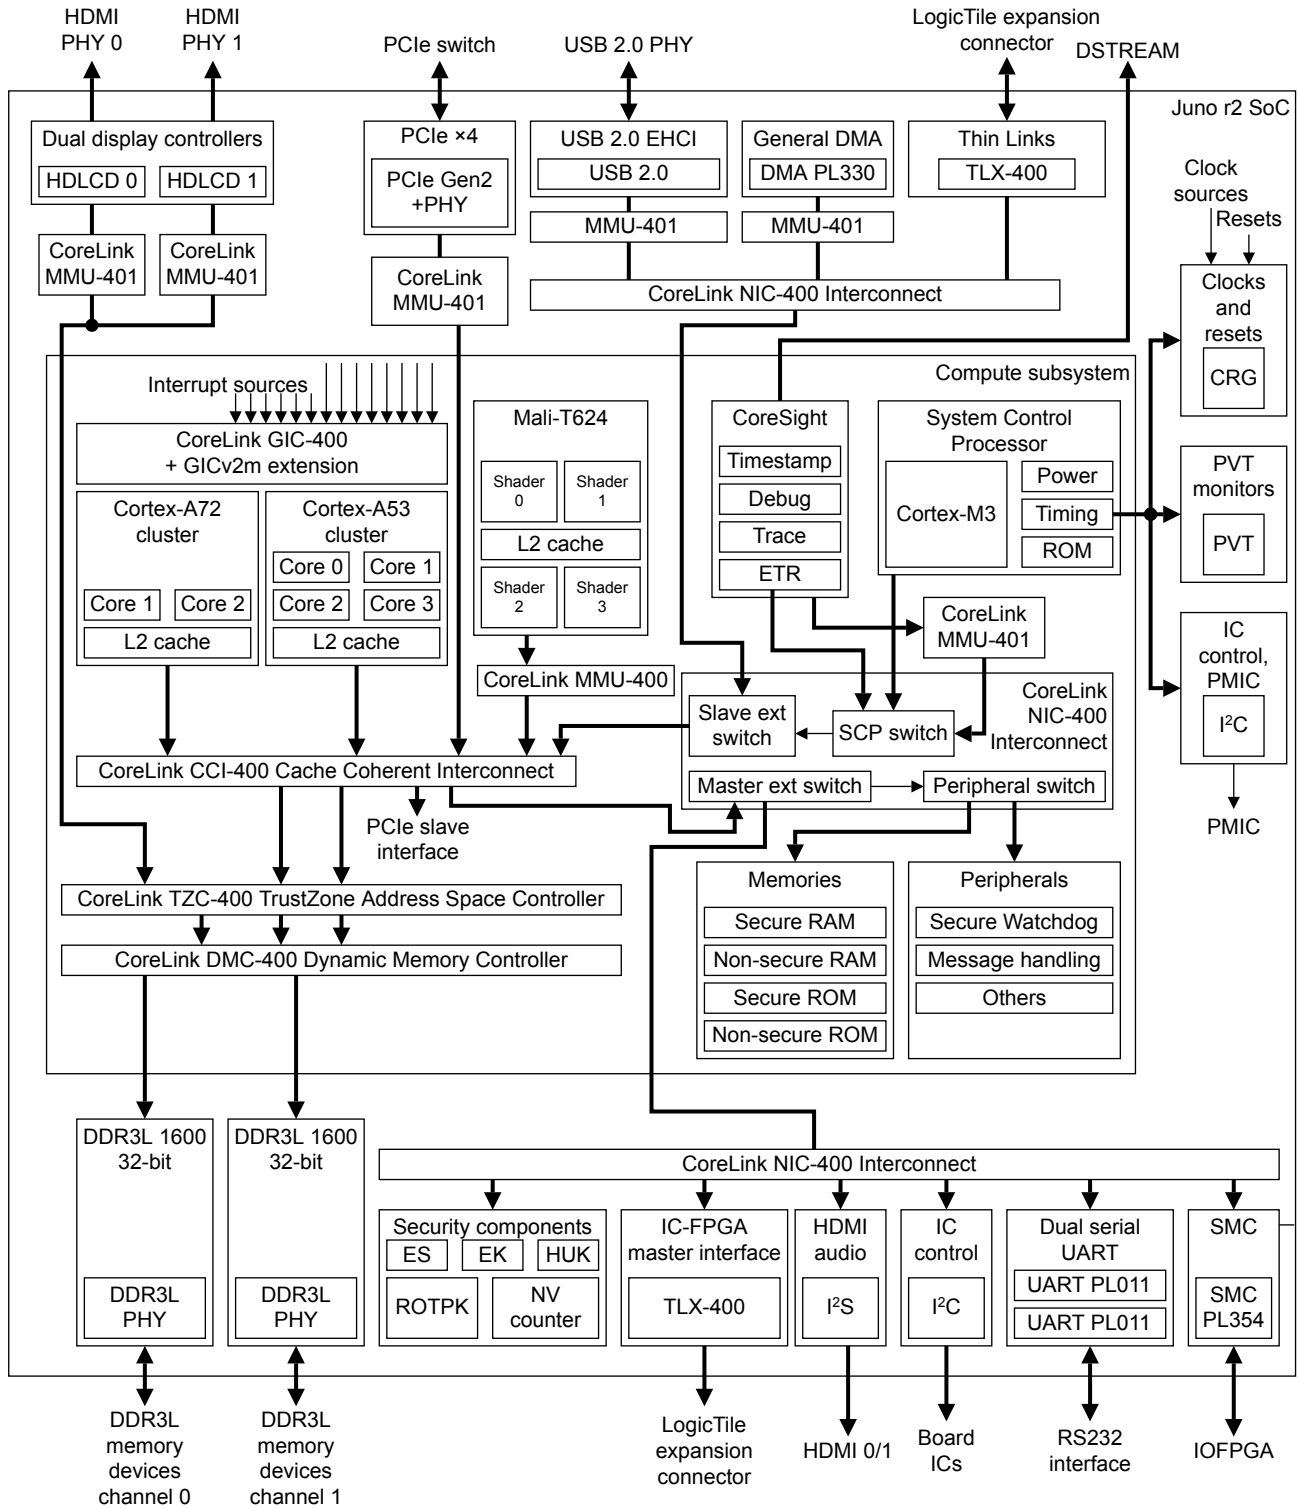 HDMI
PHY 0
HDMI
PHY 1
PCIe switch
USB 2.0 PHY
LogicTile expansion
connector
DSTREAM
Juno r2 SoC
Dual display controllers
HDLCD 0
HDLCD 1
PCIe ×4
PCIe Gen2
+PHY
USB 2.0 EHCI
USB 2.0
General DMA
DMA PL330
Thin Links
TLX-400
Clock
sources
Resets
CoreLink
MMU-401
CoreLink
MMU-401
CoreLink
MMU-401
MMU-401
MMU-401
CoreLink NIC-400 Interconnect
Clocks
and
resets
CRG
Compute subsystem
Interrupt sources
CoreLink GIC-400
+ GICv2m extension
Mali-T624
Shader
0
Shader
1
L2 cache
Shader
2
Shader
3
CoreSight
Timestamp
Debug
Trace
ETR
System Control
Processor
Cortex-M3
Power
Timing
ROM
PVT
monitors
PVT
Cortex-A72
cluster
Core 1
Core 2
L2 cache
Cortex-A53
cluster
Core 0
Core 1
Core 2
Core 3
L2 cache
CoreLink
MMU-401
IC
control,
PMIC
I²C
PMIC
CoreLink MMU-400
CoreLink
NIC-400
Interconnect
Slave ext
switch
SCP switch
Master ext switch
Peripheral switch
CoreLink CCI-400 Cache Coherent Interconnect
PCIe slave
interface
CoreLink TZC-400 TrustZone Address Space Controller
CoreLink DMC-400 Dynamic Memory Controller
Memories
Secure RAM
Non-secure RAM
Secure ROM
Non-secure ROM
Peripherals
Secure Watchdog
Message handling
Others
DDR3L 1600
32-bit
DDR3L
PHY
DDR3L 1600
32-bit
DDR3L
PHY
CoreLink NIC-400 Interconnect
Security components
ES
EK
HUK
ROTPK
NV
counter
IC-FPGA
master interface
TLX-400
HDMI
audio
I²S
IC
control
I²C
Dual serial
UART
UART PL011
UART PL011
SMC
SMC
PL354
DDR3L
memory
devices
channel 0
DDR3L
memory
devices
channel 1
LogicTile
expansion
connector
HDMI 0/1
Board
ICs
RS232
interface
IOFPGA